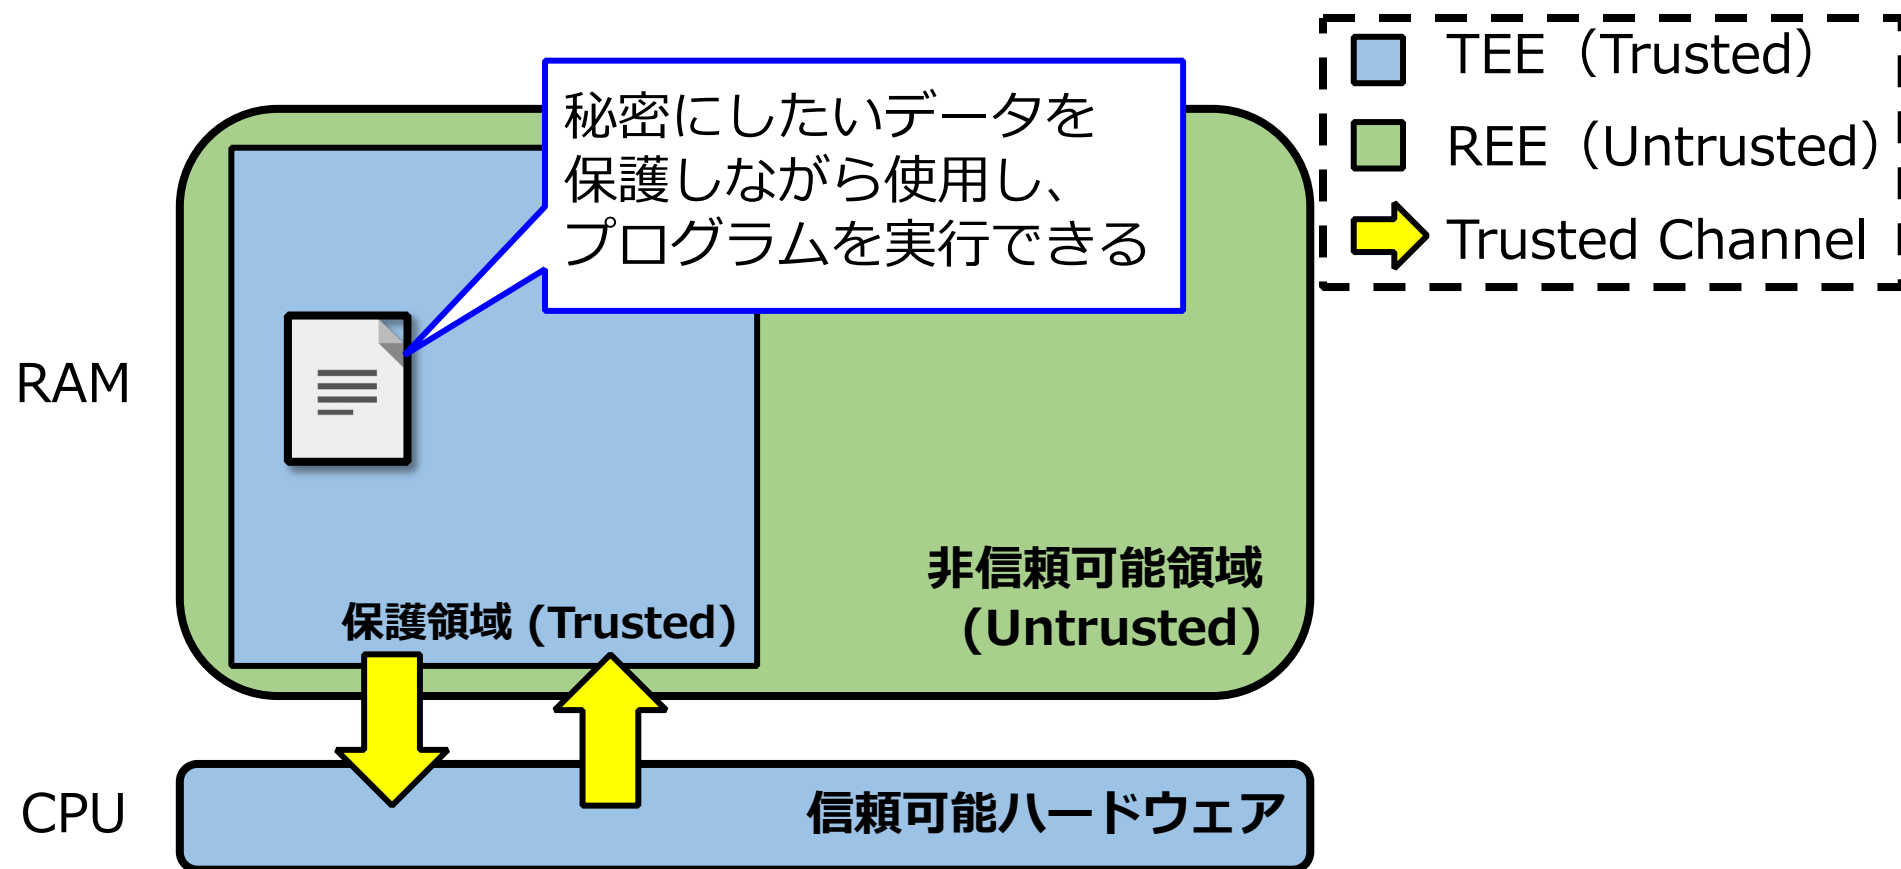 秘密にしたいデータを
保護しながら使用し、
プログラムを実行できる
TEE（Trusted）
REE（Untrusted）
Trusted Channel
RAM
非信頼可能領域
(Untrusted)
保護領域 (Trusted)
CPU
信頼可能ハードウェア